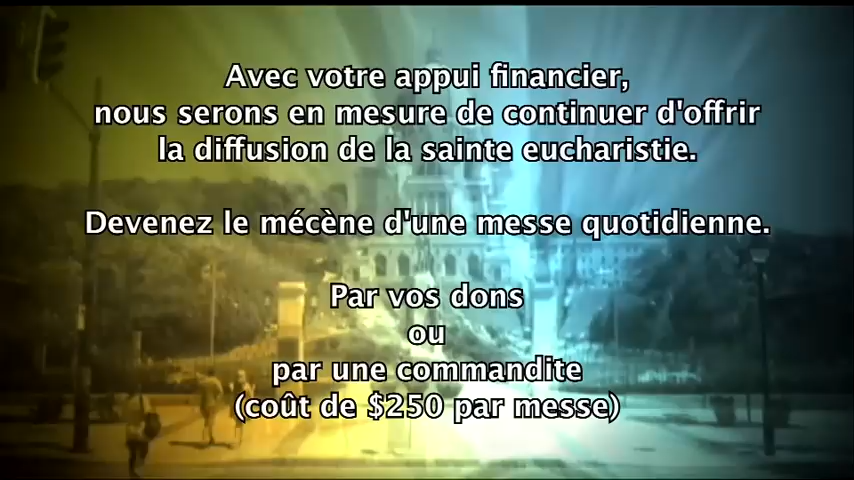 Avec votre appui financier,
nous serons en mesure de continuer d'offrir
la diffusion de la sainte eucharistie.
Devenez le mécène d'une messe quotidienne.
Par vos dons
ou
par une commandite
(coût de $250 par messe)